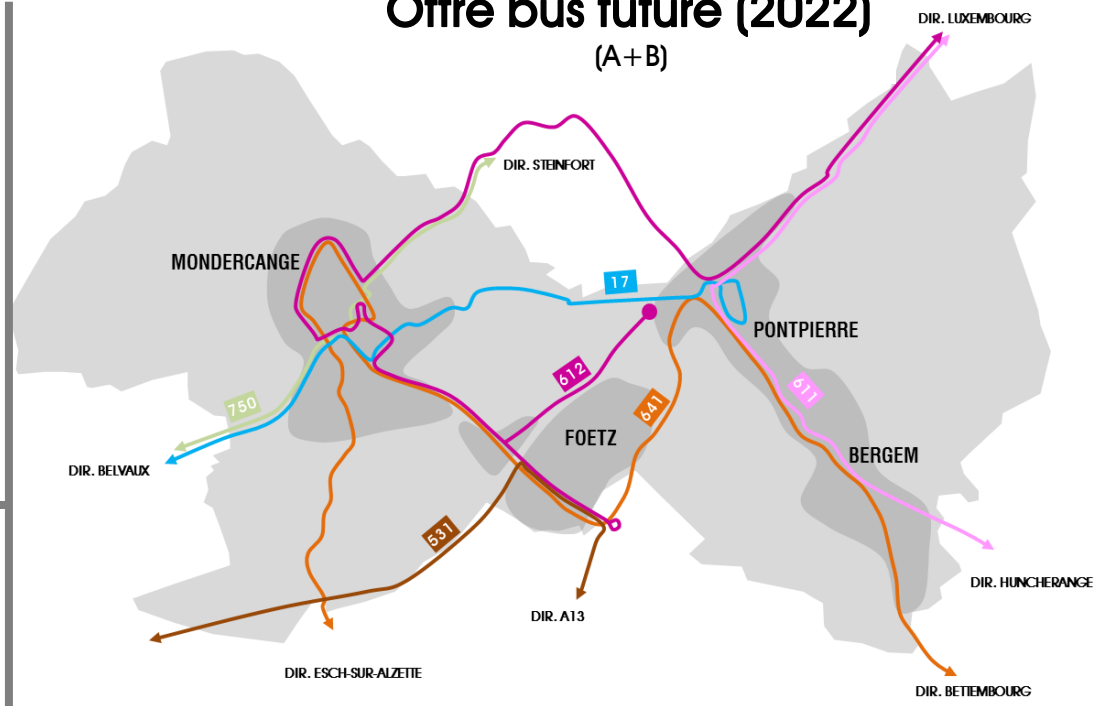 Offre bus future (2022)
(A+B)
DIR. LUXEMBOURG
DIR. STEINFORT
MONDERCANGE
17
PONTPIERRE
612
611
641
750
FOETZ
BERGEM
DIR. BELVAUX
531
DIR. HUNCHERANGE
DIR. A13
DIR. ESCH-SUR-ALZETTE
DIR. BETTEMBOURG